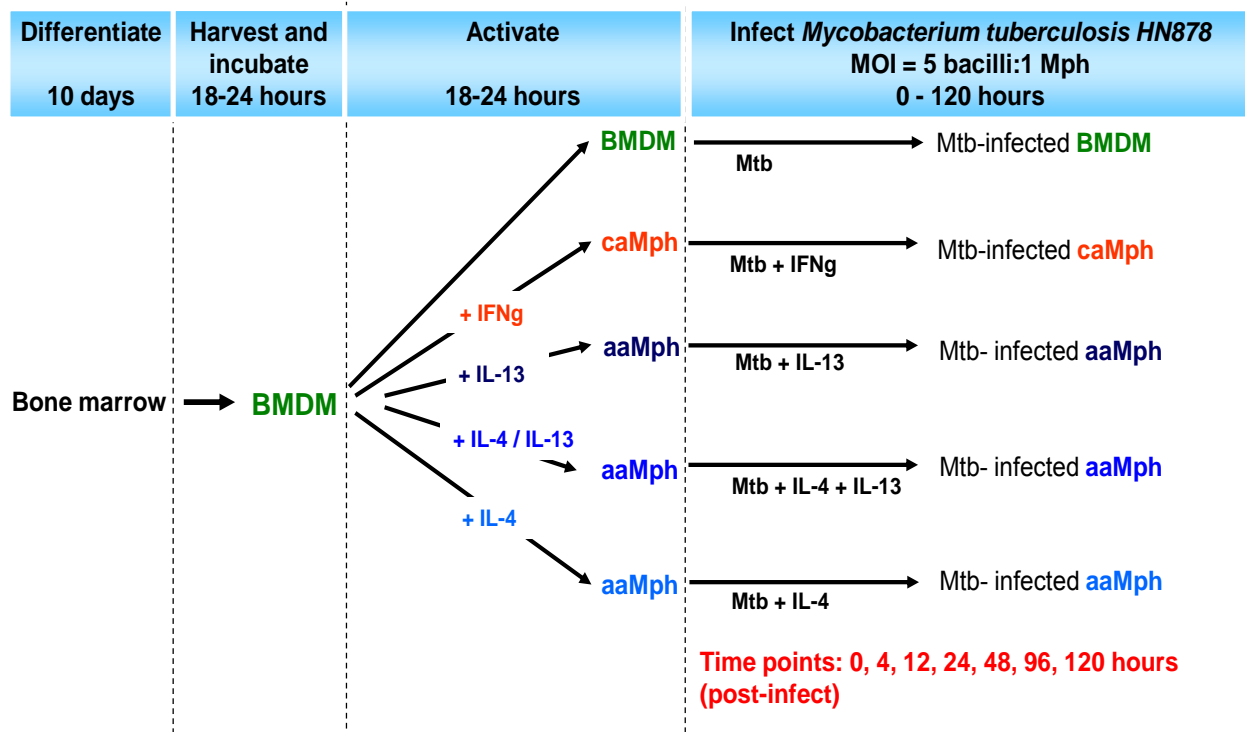 Differentiate
10 days
Harvest and
incubate
18-24 hours
Activate
18-24 hours
Infect Mycobacterium tuberculosis HN878
MOI = 5 bacilli:1 Mph
0 - 120 hours
BMDM
Mtb
Mtb-infected BMDM
caMph
Mtb + IFNg
Mtb-infected caMph
+ IFNg
aaMph
Mtb + IL-13
Mtb- infected aaMph
+ IL-13
Bone marrow
BMDM
+ IL-4 / IL-13
aaMph
Mtb + IL-4 + IL-13
Mtb- infected aaMph
+ IL-4
aaMph
Mtb + IL-4
Mtb- infected aaMph
Time points: 0, 4, 12, 24, 48, 96, 120 hours
(post-infect)